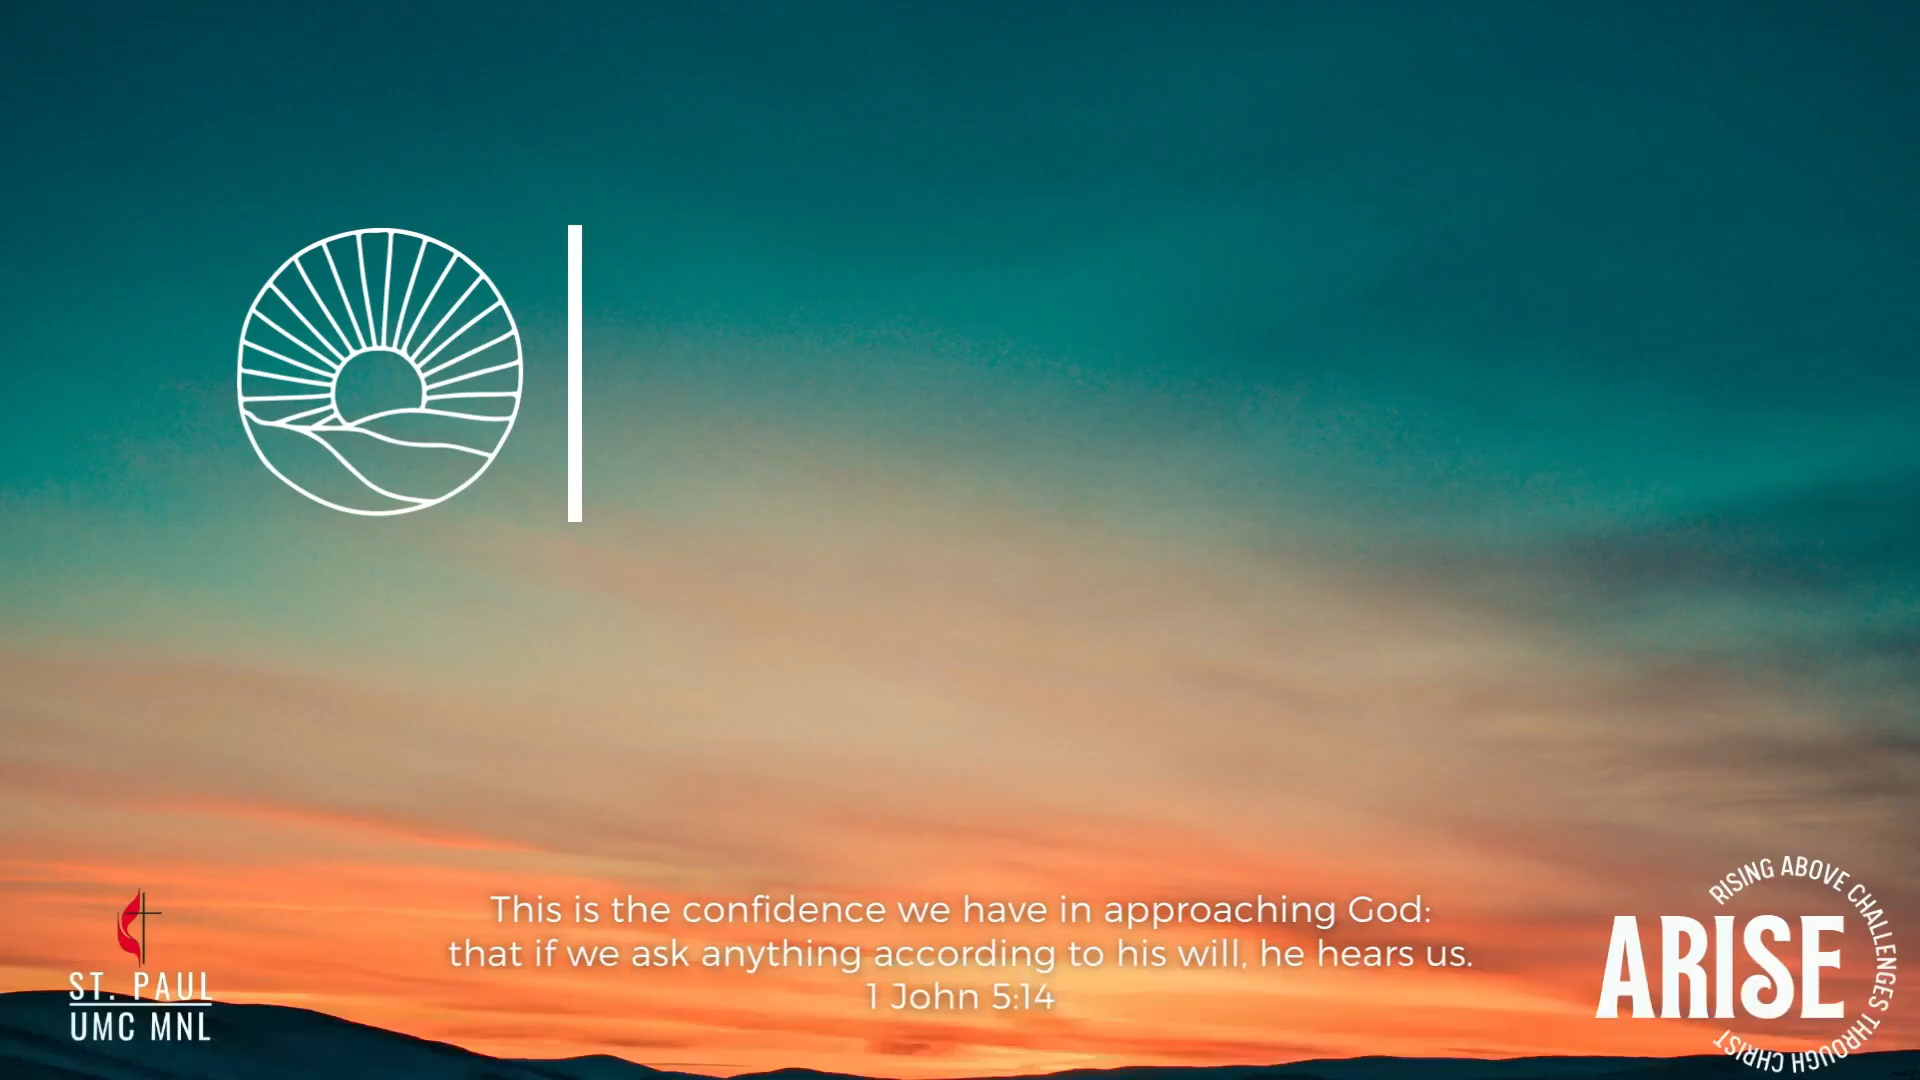 This is the confidence we have in approaching God:
that if we ask anything according to his will, he hears us.
1 John 5:14
ST. PAUL
UMC MNL
ARISE
RISING ABOVE CHALLENGES THROUGH CHRIST